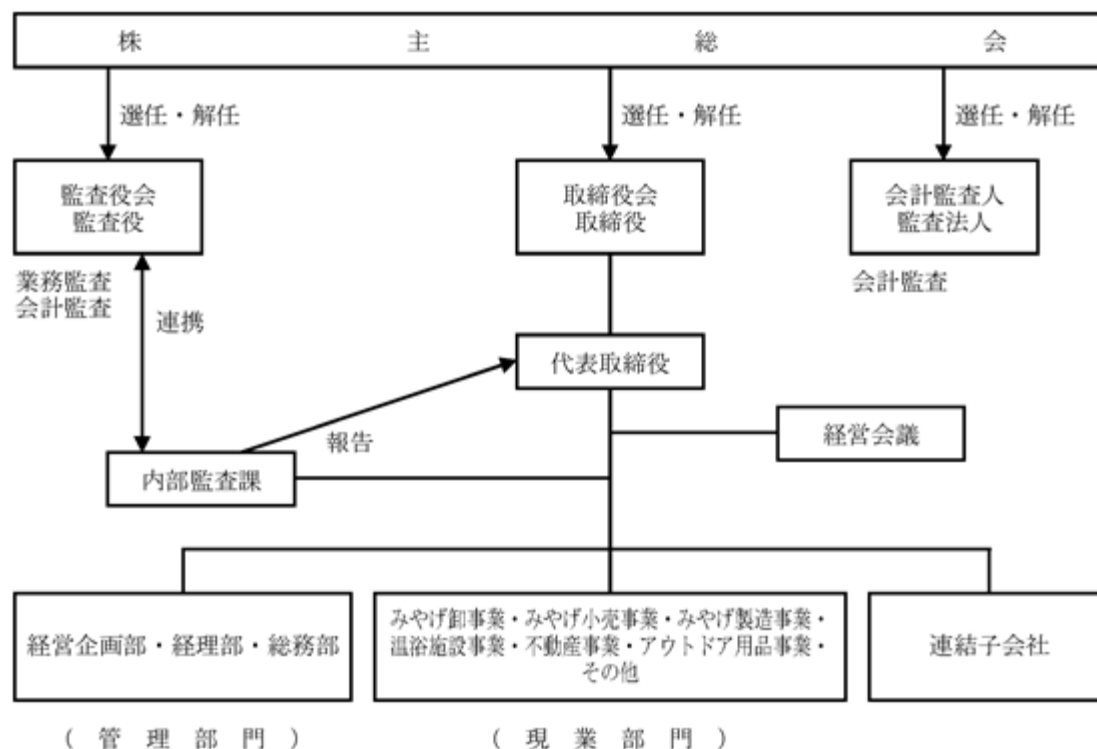 株主総会
選任・解任
選任・解任
選任・解任
監査役会
監査役
取締役会
取締役
会計監査人
監査法人
業務監査
会計監査
会計監査
連携
代表取締役
報告
経営会議
内部監査課
経営企画部・経理部・総務部
みやげ卸事業・みやげ小売事業・みやげ製造事業・
温浴施設事業・不動産事業・アウトドア用品事業・
その他
連結子会社
(管理部門)
(現業部門)